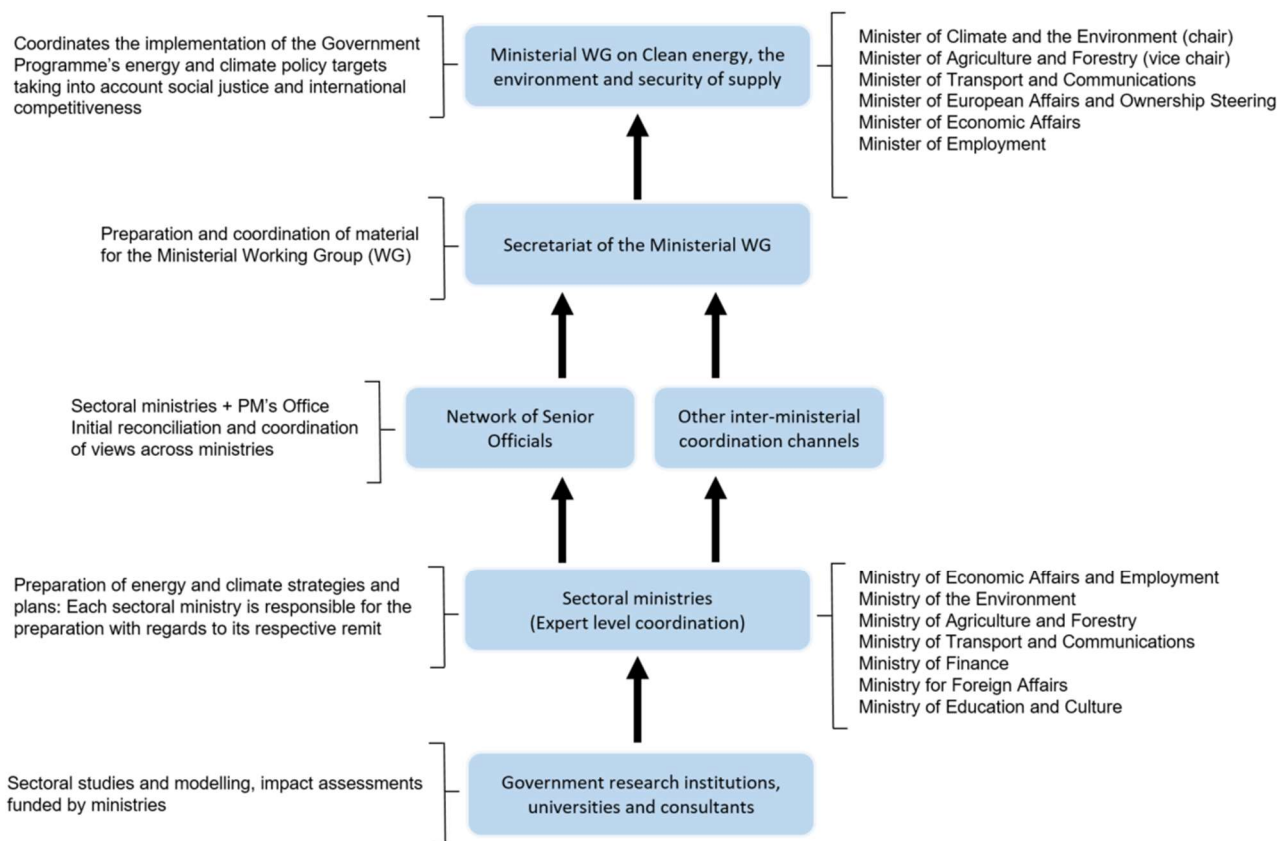 Coordinates the implementation of the Government
Programme's energy and climate policy targets
taking into account social justice and international
competitiveness
Ministerial WG on Clean energy, the
environment and security of supply
Minister of Climate and the Environment (chair)
Minister of Agriculture and Forestry (vice chair)
Minister of Transport and Communications
Minister of European Affairs and Ownership Steering
Minister of Economic Affairs
Minister of Employment
Preparation and coordination of material
for the Ministerial Working Group (WG)
Secretariat of the Ministerial WG
Sectoral ministries + PM's Office
Initial reconciliation and coordination
of views across ministries
Network of Senior
Officials
Other inter-ministerial
coordination channels
Preparation of energy and climate strategies and
plans: Each sectoral ministry is responsible for the
preparation with regards to its respective remit
Sectoral ministries
(Expert level coordination)
Ministry of Economic Affairs and Employment
Ministry of the Environment
Ministry of Agriculture and Forestry
Ministry of Transport and Communications
Ministry of Finance
Ministry for Foreign Affairs
Ministry of Education and Culture
Sectoral studies and modelling, impact assessments
funded by ministries
Government research institutions,
universities and consultants